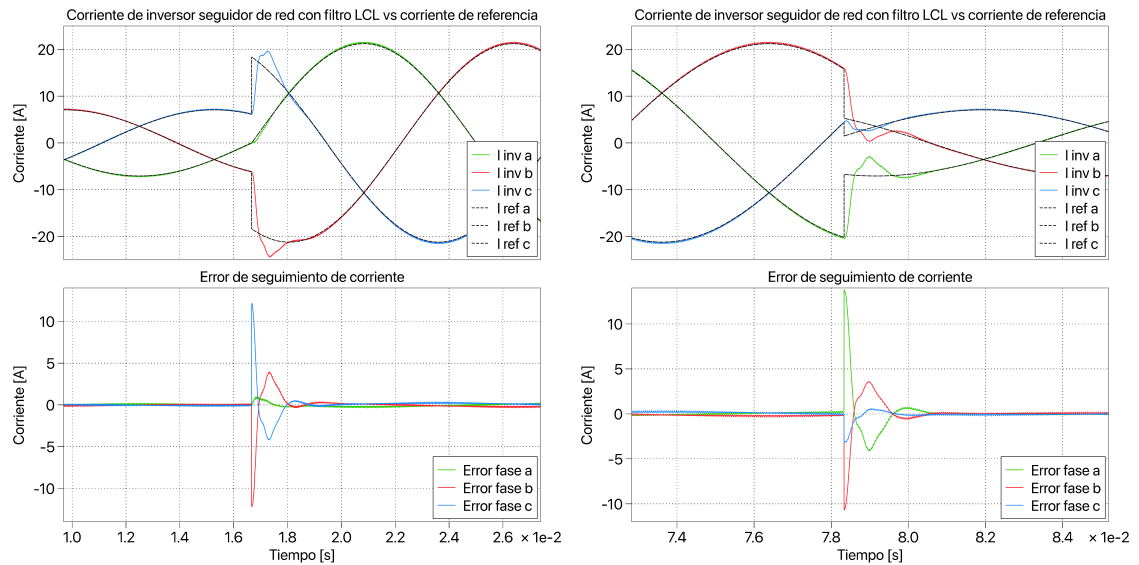 Corriente de inversor seguidor de red con filtro LCL vs corriente de referencia
20
10
0
-10
-20
Corriente [A]
I inv a
I inv b
I inv c
I ref a
I ref b
I ref c
Error de seguimiento de corriente
10
5
0
-5
-10
Corriente [A]
Error fase a
Error fase b
Error fase c
1.0 1.2 1.4 1.6 1.8 2.0 2.2 2.4 2.6 × 1e-2
Tiempo [s]
Corriente de inversor seguidor de red con filtro LCL vs corriente de referencia
20
10
0
-10
-20
Corriente [A]
I inv a
I inv b
I inv c
I ref a
I ref b
I ref c
Error de seguimiento de corriente
10
5
0
-5
-10
Corriente [A]
Error fase a
Error fase b
Error fase c
7.4 7.6 7.8 8.0 8.2 8.4 × 1e-2
Tiempo [s]